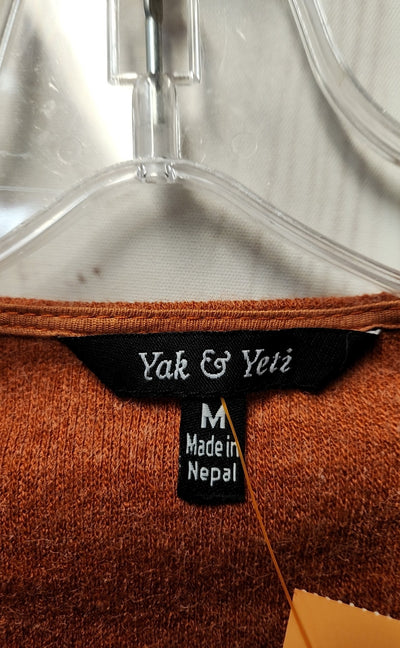 Yak & Yeti
M
Made in
Nepal